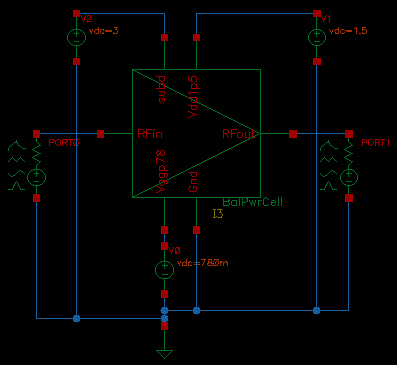 V2
vdc=3
V1
vdc=1.5
subd
Vdd1p5
PORT0
RFin
RFout
PORT1
Vagp78
Gnd
BalPwrCell
I3
V0
vdc=780m